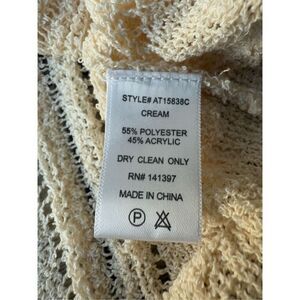 STYLE# AT15838C
CREAM
55% POLYESTER
45% ACRYLIC
DRY CLEAN ONLY
RN# 141397
MADE IN CHINA
P